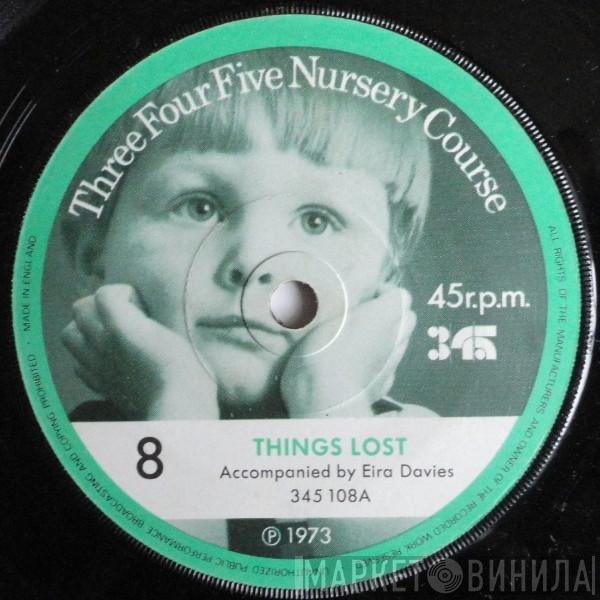 Three Four Five Nursery Course
45r.p.m.
345
8
THINGS LOST
Accompanied by Eira Davies
345 108A
Ⓟ 1973
ALL RIGHTS OF THE MANUFACTURERS AND OWNER OF THE RECORDED WORK RESERVED
UNAUTHORIZED PUBLIC PERFORMANCE BROADCASTING AND COPYING PROHIBITED · MADE IN ENGLAND
МАРКЕТ ВИНИЛА